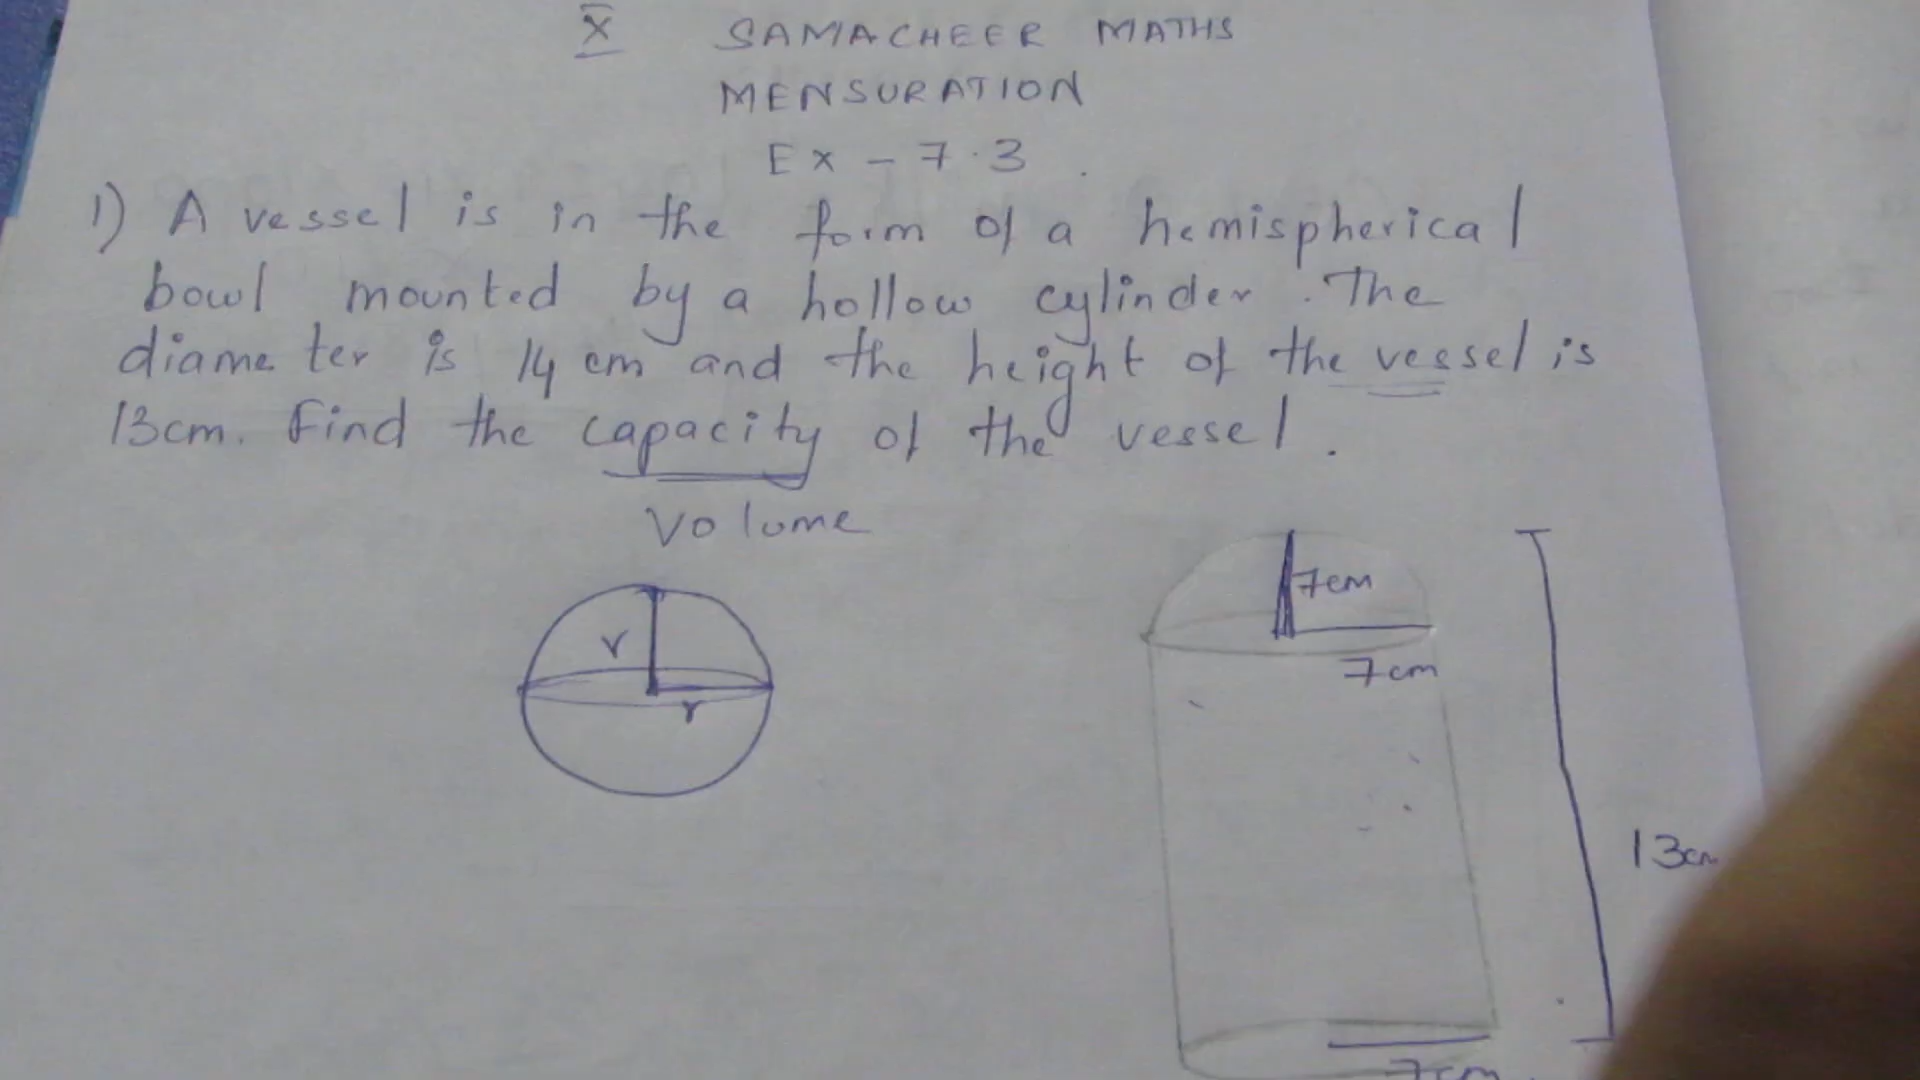 X SAMACHEER MATHS
MENSURATION
Ex - 7.3
1) A vessel is in the form of a hemispherical
bowl mounted by a hollow cylinder. The
diameter is 14 cm and the height of the vessel is
13cm. Find the capacity of the vessel.
Volume
7cm
r
7cm
r
13cm
7cm